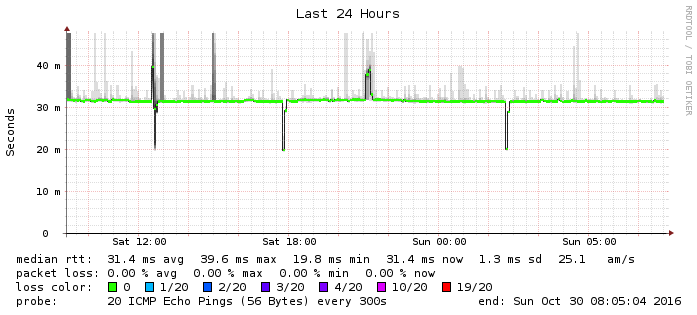 Last 24 Hours
RRDTOOL / TOBI OETIKER
Seconds
40 m
30 m
20 m
10 m
0
Sat 12:00 Sat 18:00 Sun 00:00 Sun 05:00
median rtt: 31.4 ms avg 39.6 ms max 19.8 ms min 31.4 ms now 1.3 ms sd 25.1 am/s
packet loss: 0.00 % avg 0.00 % max 0.00 % min 0.00 % now
loss color: 0 1/20 2/20 3/20 4/20 10/20 19/20
probe: 20 ICMP Echo Pings (56 Bytes) every 300s end: Sun Oct 30 08:05:04 2016